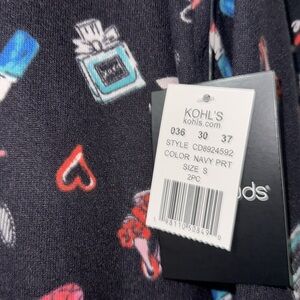 KOHL'S
kohls.com
036 30 37
STYLE CD8924592
COLOR NAVY PRT
SIZE S
2PC